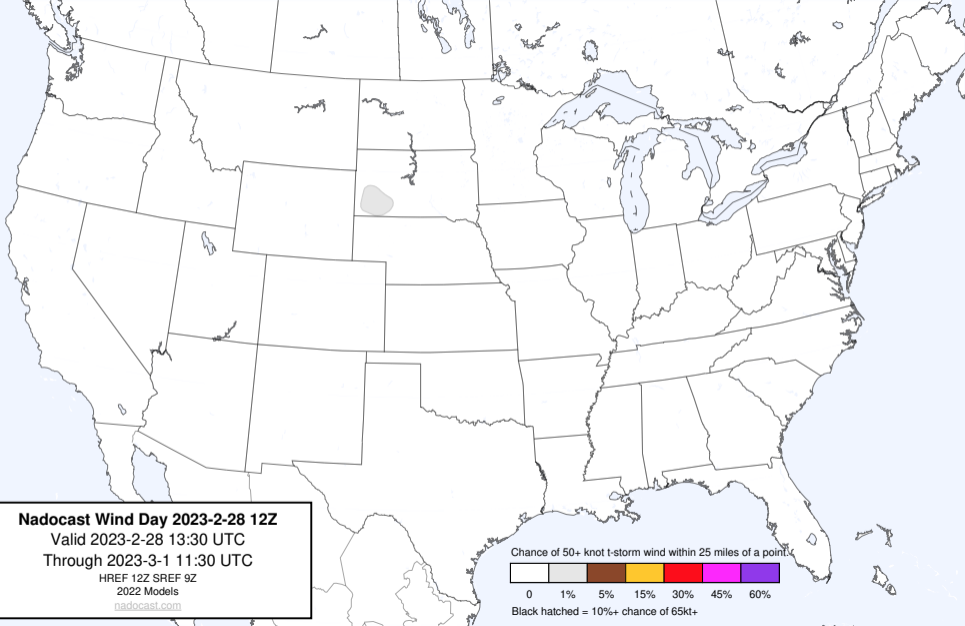 Nadocast Wind Day 2023-2-28 12Z
Valid 2023-2-28 13:30 UTC
Through 2023-3-1 11:30 UTC
HREF 12Z SREF 9Z
2022 Models
nadocast.com
Chance of 50+ knot t-storm wind within 25 miles of a point.
0 1% 5% 15% 30% 45% 60%
Black hatched = 10%+ chance of 65kt+